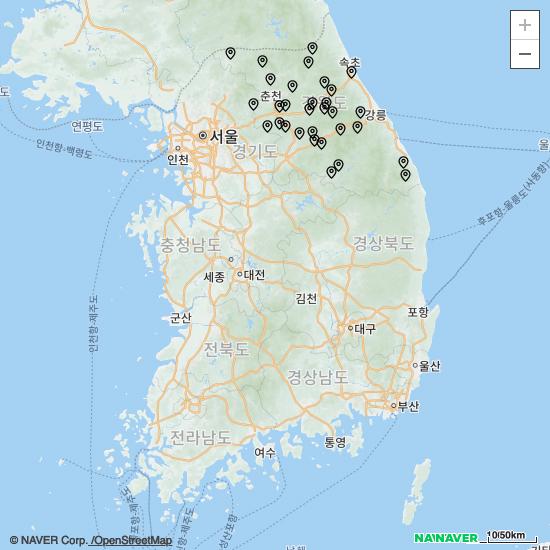 +
−
속초
춘천
강릉
연평도
서울
인천항-백령도
인천
경기도
후포항-울릉도(사동항)
충청남도
경상북도
세종
대전
인천항-제주도
김천
군산
포항
대구
전북도
울산
경상남도
부산
전라남도
통영
여수
© NAVER Corp. /OpenStreetMap
NAVER
10/50km